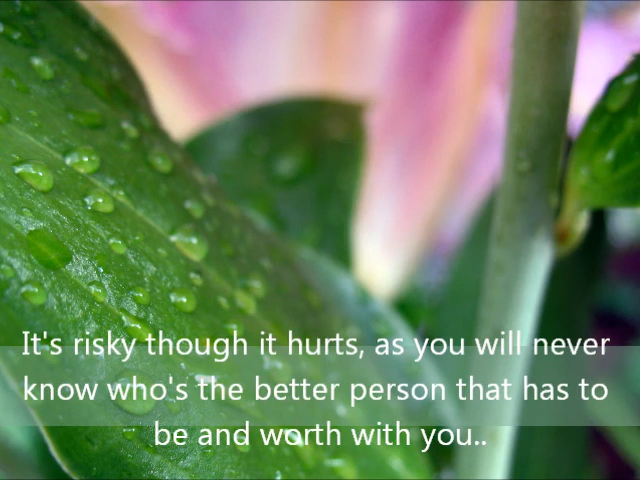 It's risky though it hurts, as you will never
know who's the better person that has to
be and worth with you..